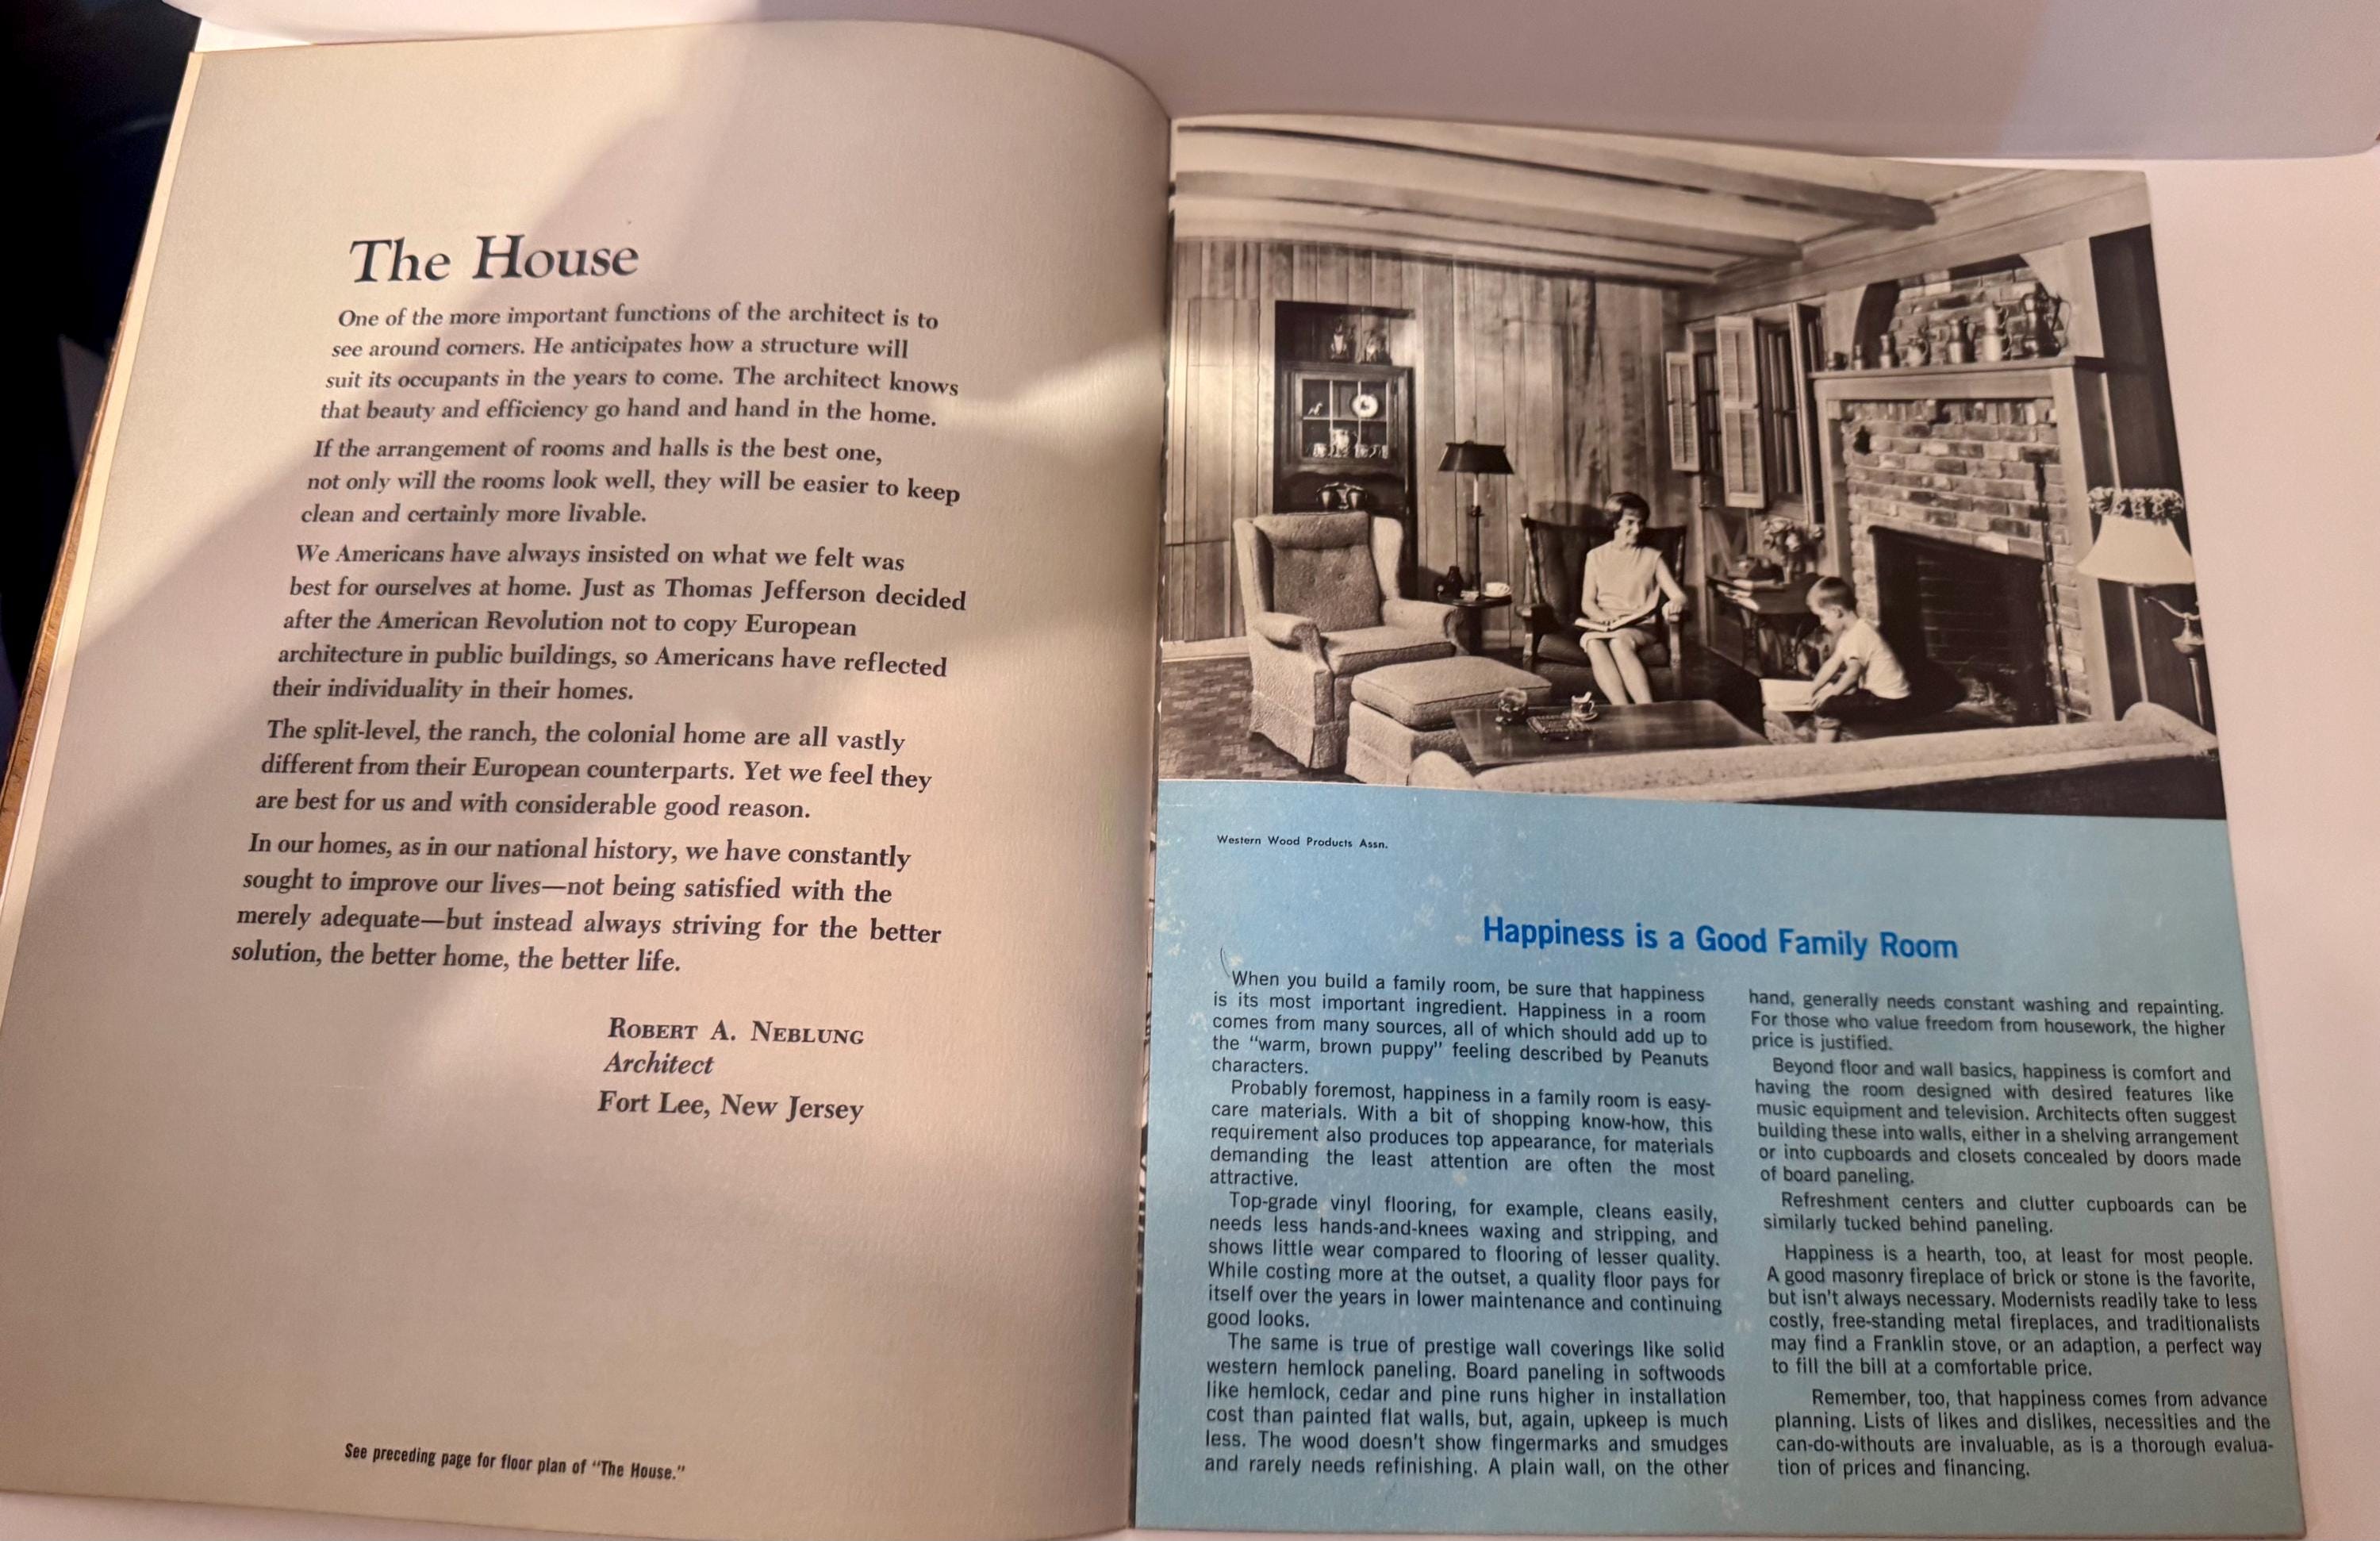 The House
One of the more important functions of the architect is to
see around corners. He anticipates how a structure will
suit its occupants in the years to come. The architect knows
that beauty and efficiency go hand and hand in the home.
If the arrangement of rooms and halls is the best one,
not only will the rooms look well, they will be easier to keep
clean and certainly more livable.
We Americans have always insisted on what we felt was
best for ourselves at home. Just as Thomas Jefferson decided
after the American Revolution not to copy European
architecture in public buildings, so Americans have reflected
their individuality in their homes.
The split-level, the ranch, the colonial home are all vastly
different from their European counterparts. Yet we feel they
are best for us and with considerable good reason.
In our homes, as in our national history, we have constantly
sought to improve our lives—not being satisfied with the
merely adequate—but instead always striving for the better
solution, the better home, the better life.
ROBERT A. NEBLUNG
Architect
Fort Lee, New Jersey
See preceding page for floor plan of "The House."
Western Wood Products Assn.
Happiness is a Good Family Room
When you build a family room, be sure that happiness
is its most important ingredient. Happiness in a room
comes from many sources, all of which should add up to
the "warm, brown puppy" feeling described by Peanuts
characters.
Probably foremost, happiness in a family room is easy-
care materials. With a bit of shopping know-how, this
requirement also produces top appearance, for materials
demanding the least attention are often the most
attractive.
Top-grade vinyl flooring, for example, cleans easily,
needs less hands-and-knees waxing and stripping, and
shows little wear compared to flooring of lesser quality.
While costing more at the outset, a quality floor pays for
itself over the years in lower maintenance and continuing
good looks.
The same is true of prestige wall coverings like solid
western hemlock paneling. Board paneling in softwoods
like hemlock, cedar and pine runs higher in installation
cost than painted flat walls, but, again, upkeep is much
less. The wood doesn't show fingermarks and smudges
and rarely needs refinishing. A plain wall, on the other
hand, generally needs constant washing and repainting.
For those who value freedom from housework, the higher
price is justified.
Beyond floor and wall basics, happiness is comfort and
having the room designed with desired features like
music equipment and television. Architects often suggest
building these into walls, either in a shelving arrangement
or into cupboards and closets concealed by doors made
of board paneling.
Refreshment centers and clutter cupboards can be
similarly tucked behind paneling.
Happiness is a hearth, too, at least for most people.
A good masonry fireplace of brick or stone is the favorite,
but isn't always necessary. Modernists readily take to less
costly, free-standing metal fireplaces, and traditionalists
may find a Franklin stove, or an adaption, a perfect way
to fill the bill at a comfortable price.
Remember, too, that happiness comes from advance
planning. Lists of likes and dislikes, necessities and the
can-do-withouts are invaluable, as is a thorough evalua-
tion of prices and financing.